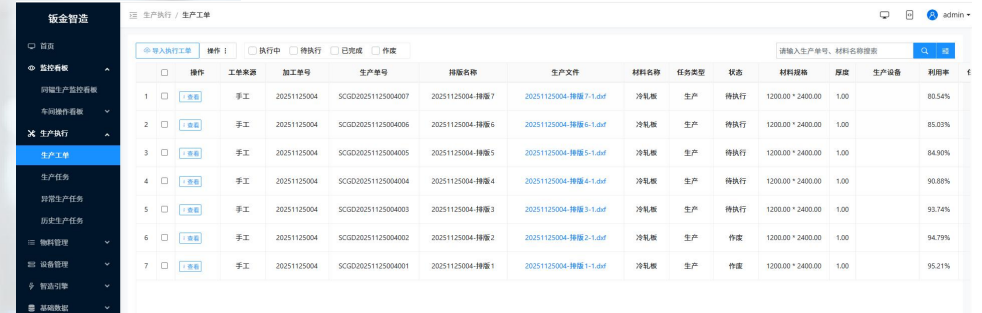 钣金智造
生产执行 / 生产工单
admin
首页
监控看板
同辐生产监控看板
车间操作看板
生产执行
生产工单
生产任务
异常生产任务
历史生产任务
物料管理
设备管理
智造引擎
基础数据
导入执行工单 操作 执行中 待执行 已完成 作废 请输入生产单号、材料名称搜索
操作 工单来源 加工单号 生产单号 排版名称 生产文件 材料名称 任务类型 状态 材料规格 厚度 生产设备 利用率
1 查看 手工 20251125004 SCGD20251125004007 20251125004-排版7 20251125004-排版7-1.dxf 冷轧板 生产 待执行 1200.00 * 2400.00 1.00 80.54%
2 查看 手工 20251125004 SCGD20251125004006 20251125004-排版6 20251125004-排版6-1.dxf 冷轧板 生产 待执行 1200.00 * 2400.00 1.00 85.03%
3 查看 手工 20251125004 SCGD20251125004005 20251125004-排版5 20251125004-排版5-1.dxf 冷轧板 生产 待执行 1200.00 * 2400.00 1.00 84.90%
4 查看 手工 20251125004 SCGD20251125004004 20251125004-排版4 20251125004-排版4-1.dxf 冷轧板 生产 待执行 1200.00 * 2400.00 1.00 90.88%
5 查看 手工 20251125004 SCGD20251125004003 20251125004-排版3 20251125004-排版3-1.dxf 冷轧板 生产 待执行 1200.00 * 2400.00 1.00 93.74%
6 查看 手工 20251125004 SCGD20251125004002 20251125004-排版2 20251125004-排版2-1.dxf 冷轧板 生产 作废 1200.00 * 2400.00 1.00 94.79%
7 查看 手工 20251125004 SCGD20251125004001 20251125004-排版1 20251125004-排版1-1.dxf 冷轧板 生产 作废 1200.00 * 2400.00 1.00 95.21%